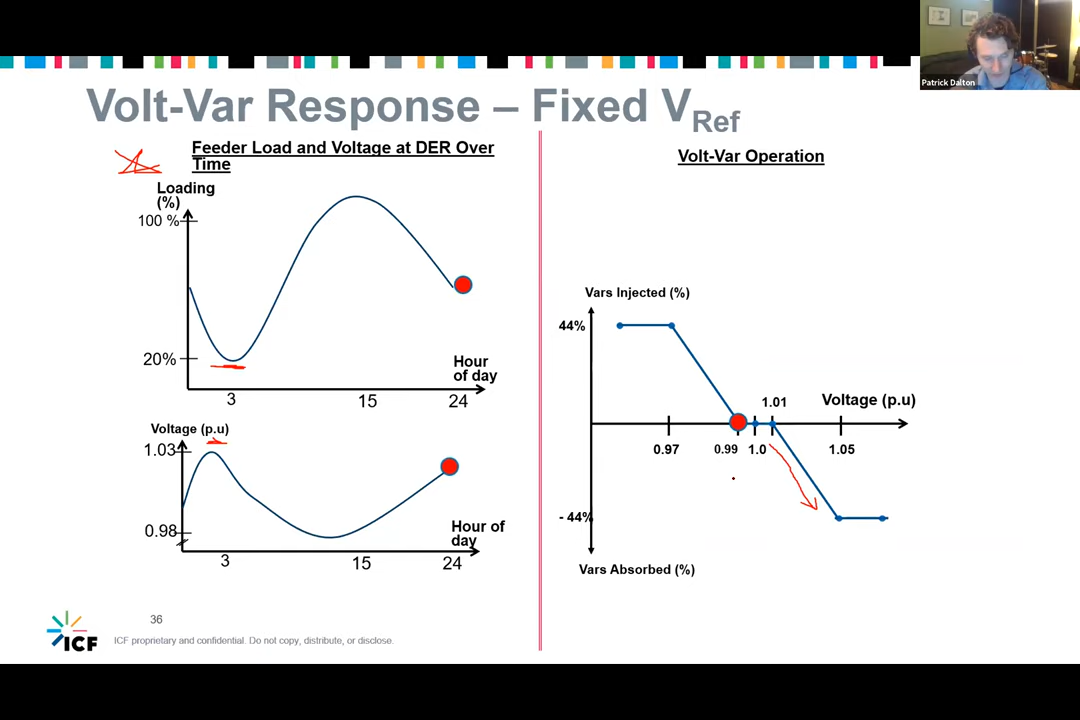 Patrick Dalton
Volt-Var Response – Fixed VRef
Feeder Load and Voltage at DER Over
Time
Loading
(%)
100 %
20%
Hour
of day
3
15
24
Voltage (p.u)
1.03
0.98
Hour of
day
3
15
24
Volt-Var Operation
Vars Injected (%)
44%
1.01
Voltage (p.u)
0.97
0.99
1.0
1.05
- 44%
Vars Absorbed (%)
36
ICF
ICF proprietary and confidential. Do not copy, distribute, or disclose.